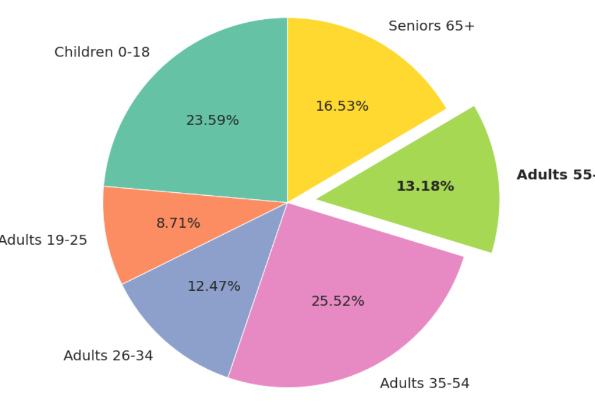 Seniors 65+
Children 0-18
16.53%
23.59%
Adults 55-
13.18%
8.71%
Adults 19-25
12.47%
25.52%
Adults 26-34
Adults 35-54